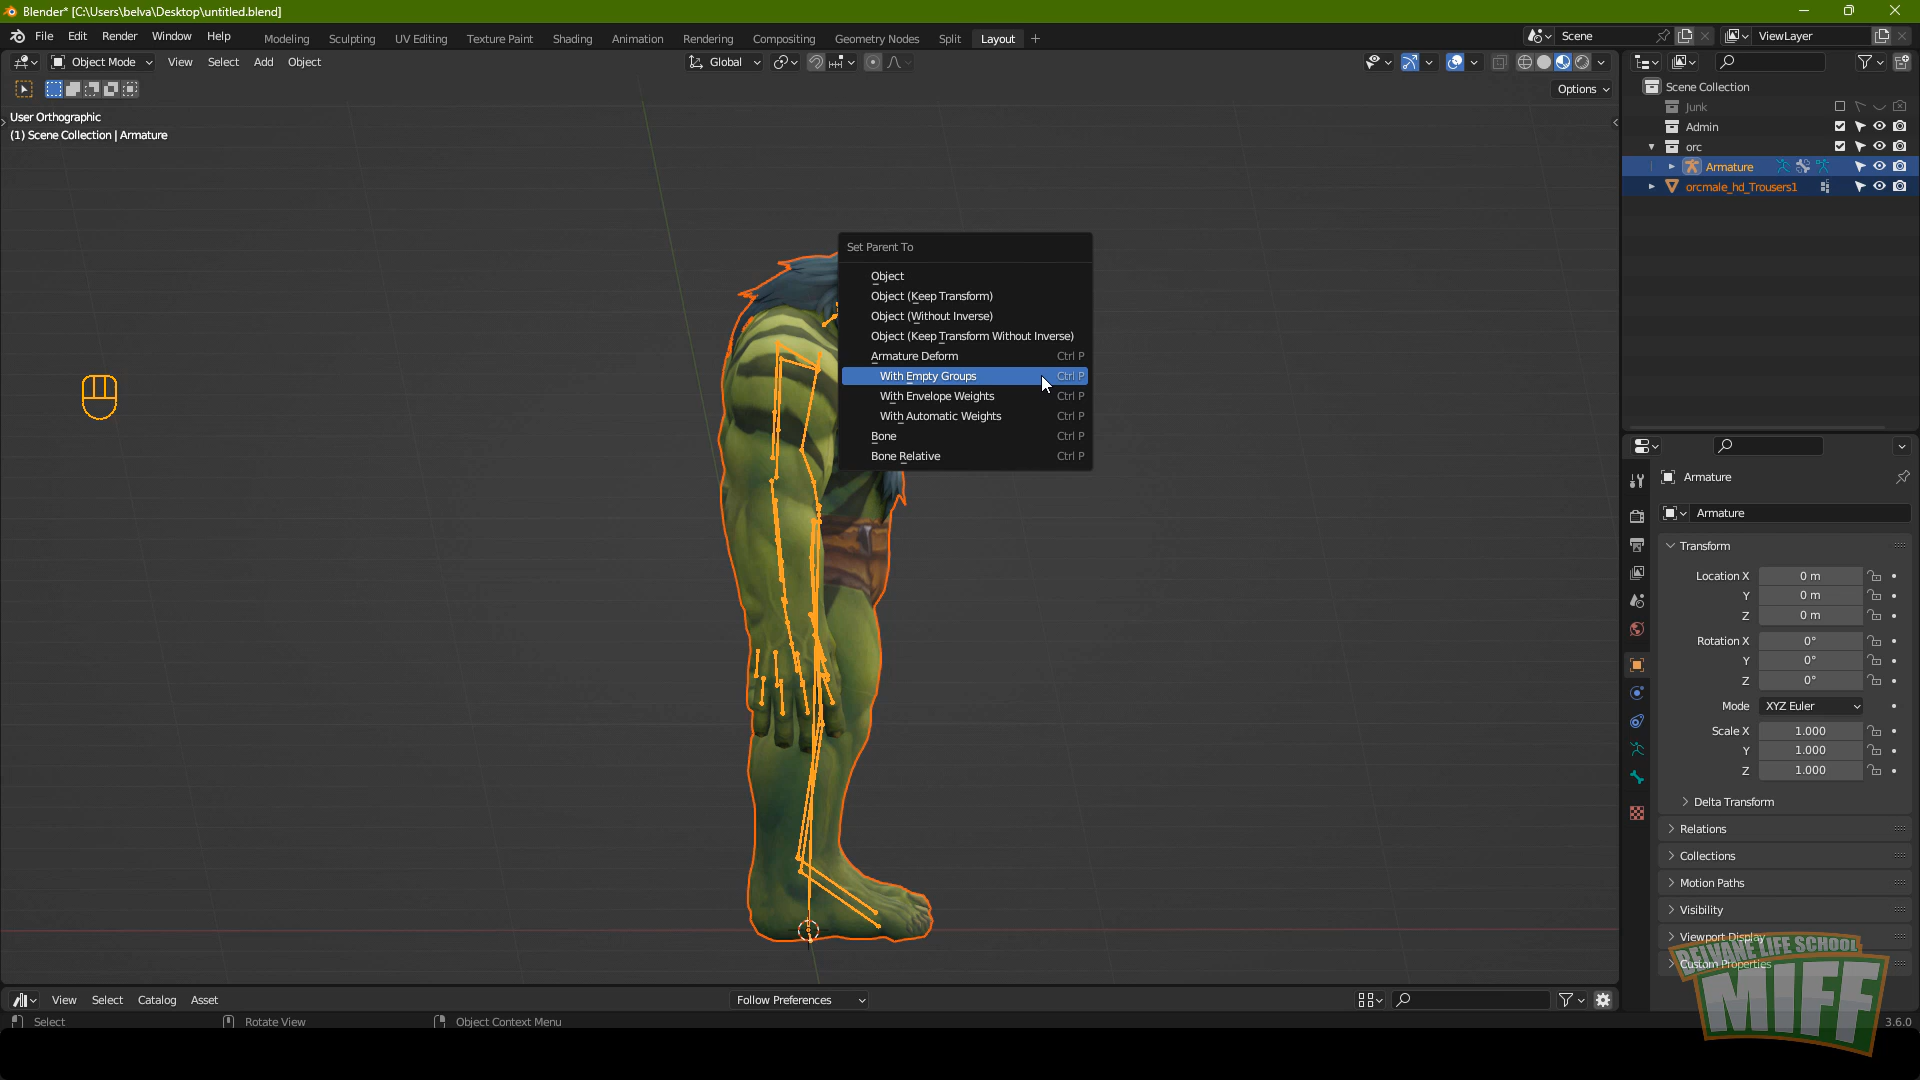 Blender* [C:\Users\belva\Desktop\untitled.blend]
File Edit Render Window Help Modeling Sculpting UV Editing Texture Paint Shading Animation Rendering Compositing Geometry Nodes Split Layout + Scene ViewLayer
Object Mode View Select Add Object Global
Options
User Orthographic
(1) Scene Collection | Armature
Scene Collection
Junk
Admin
orc
Armature
orcmale_hd_Trousers1
Set Parent To
Object
Object (Keep Transform)
Object (Without Inverse)
Object (Keep Transform Without Inverse)
Armature Deform Ctrl P
With Empty Groups Ctrl P
With Envelope Weights Ctrl P
With Automatic Weights Ctrl P
Bone Ctrl P
Bone Relative Ctrl P
Armature
Armature
Transform
Location X 0 m
Y 0 m
Z 0 m
Rotation X 0°
Y 0°
Z 0°
Mode XYZ Euler
Scale X 1.000
Y 1.000
Z 1.000
Delta Transform
Relations
Collections
Motion Paths
Visibility
Viewport Display
Custom Properties
BELVANE LIFE SCHOOL
MIFF
View Select Catalog Asset Follow Preferences
Select Rotate View Object Context Menu 3.6.0